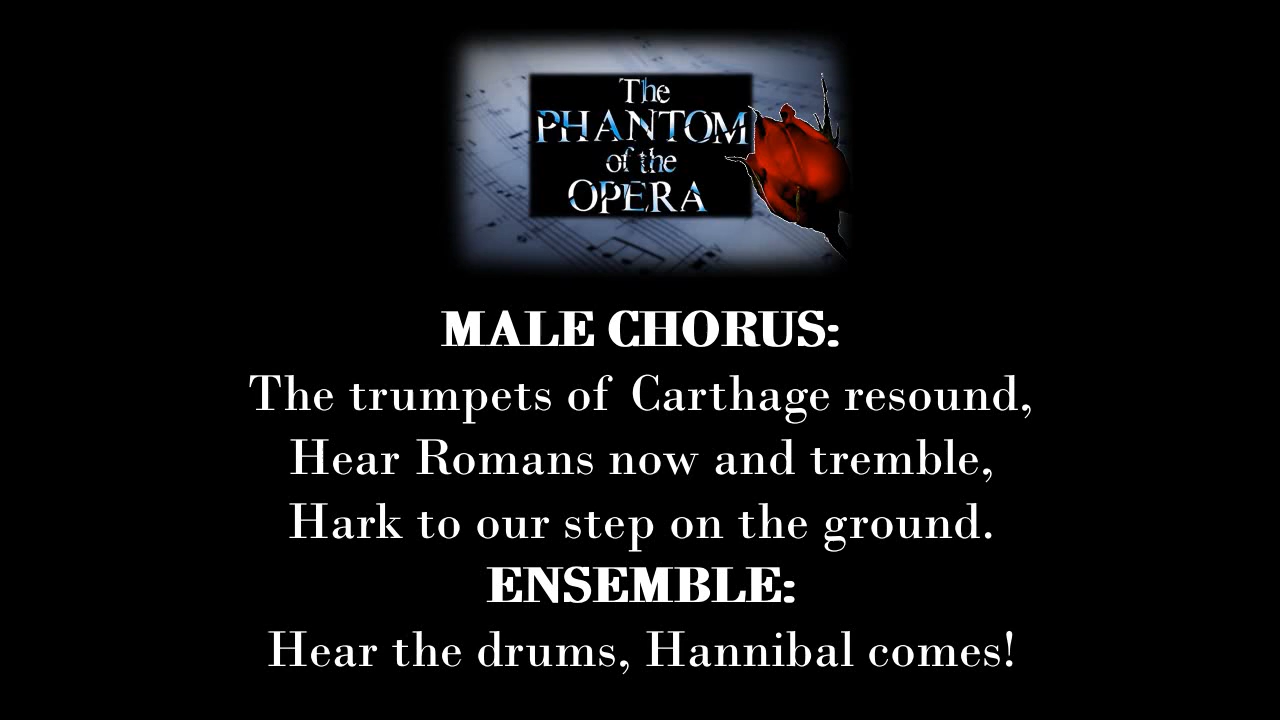 The
PHANTOM
of the
OPERA
MALE CHORUS:
The trumpets of Carthage resound,
Hear Romans now and tremble,
Hark to our step on the ground.
ENSEMBLE:
Hear the drums, Hannibal comes!